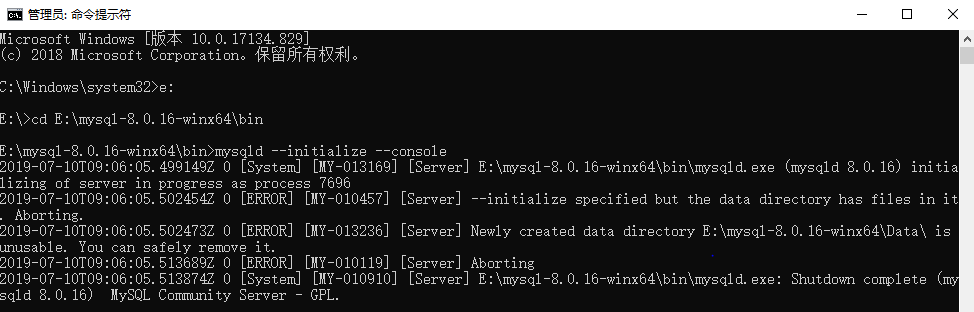 管理员: 命令提示符
Microsoft Windows [版本 10.0.17134.829]
(c) 2018 Microsoft Corporation。保留所有权利。
C:\Windows\system32>e:
E:\>cd E:\mysql-8.0.16-winx64\bin
E:\mysql-8.0.16-winx64\bin>mysqld --initialize --console
2019-07-10T09:06:05.499149Z 0 [System] [MY-013169] [Server] E:\mysql-8.0.16-winx64\bin\mysqld.exe (mysqld 8.0.16) initia
lizing of server in progress as process 7696
2019-07-10T09:06:05.502454Z 0 [ERROR] [MY-010457] [Server] --initialize specified but the data directory has files in it
. Aborting.
2019-07-10T09:06:05.502473Z 0 [ERROR] [MY-013236] [Server] Newly created data directory E:\mysql-8.0.16-winx64\Data\ is
unusable. You can safely remove it.
2019-07-10T09:06:05.513689Z 0 [ERROR] [MY-010119] [Server] Aborting
2019-07-10T09:06:05.513874Z 0 [System] [MY-010910] [Server] E:\mysql-8.0.16-winx64\bin\mysqld.exe: Shutdown complete (my
sqld 8.0.16)  MySQL Community Server - GPL.